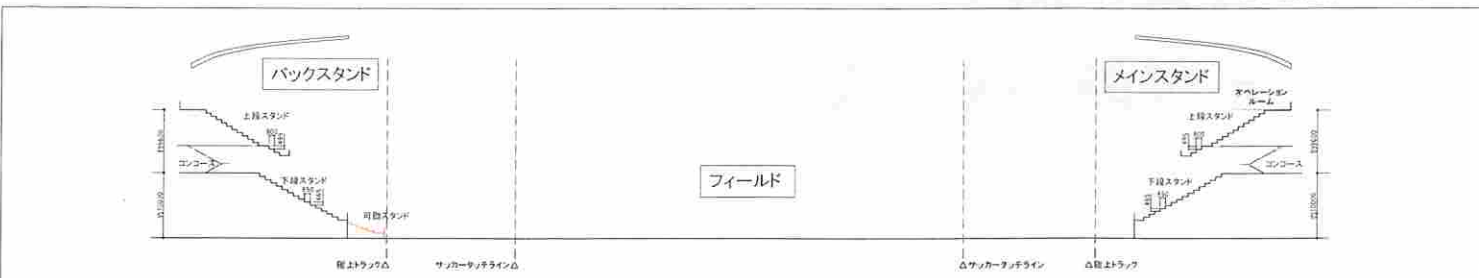 バックスタンド
メインスタンド
オペレーション
ルーム
上段スタンド
上段スタンド
800
800
コンコース
コンコース
下段スタンド
下段スタンド
フィールド
850
可動スタンド
陸上トラック△
サッカータッチライン△
△サッカータッチライン
△陸上トラック